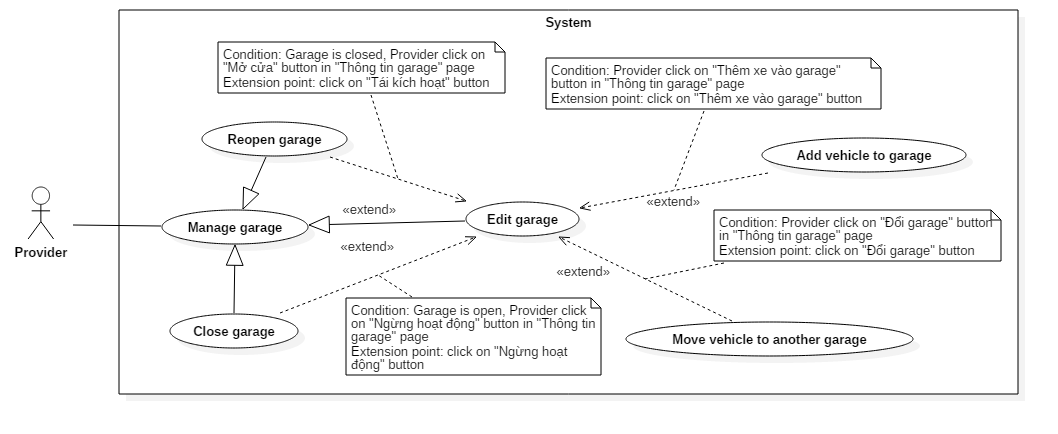 System
Condition: Garage is closed, Provider click on
"Mở cửa" button in "Thông tin garage" page
Extension point: click on "Tái kích hoạt" button
Condition: Provider click on "Thêm xe vào garage"
button in "Thông tin garage" page
Extension point: click on "Thêm xe vào garage" button
Reopen garage
Add vehicle to garage
«extend»
«extend»
Manage garage
Edit garage
Provider
Condition: Provider click on "Đổi garage" button
in "Thông tin garage" page
Extension point: click on "Đổi garage" button
«extend»
«extend»
Condition: Garage is open, Provider click
on "Ngừng hoạt động" button in "Thông tin
garage" page
Extension point: click on "Ngừng hoạt
động" button
Close garage
Move vehicle to another garage